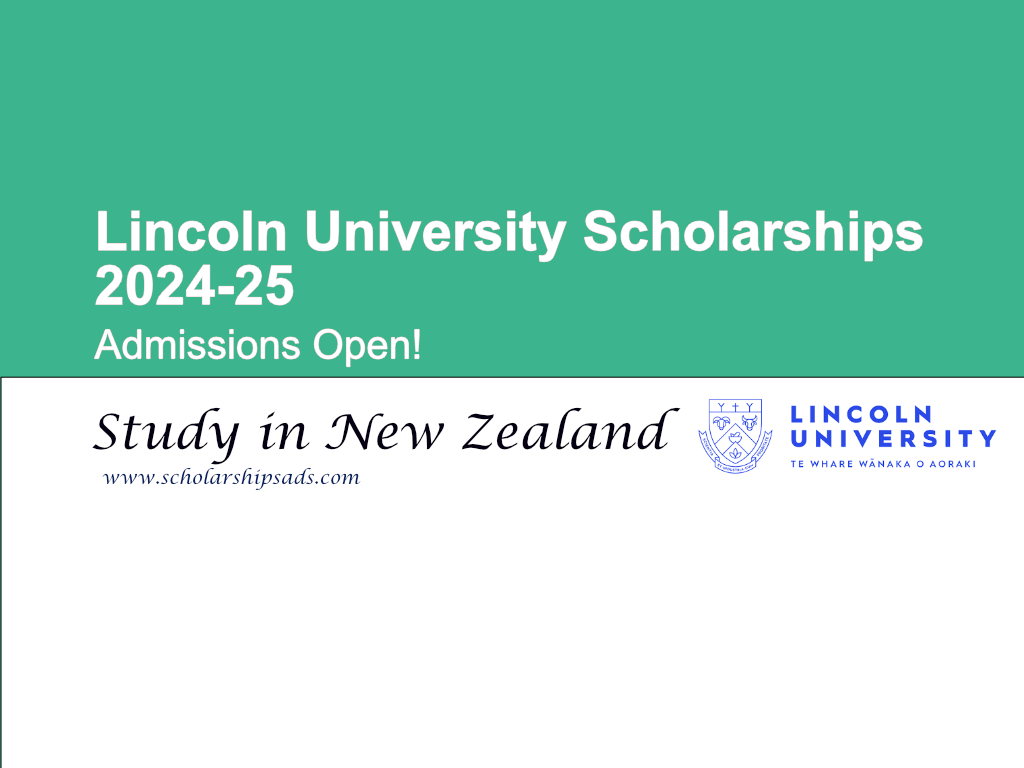 Lincoln University Scholarships
2024-25
Admissions Open!
Study in New Zealand
www.scholarshipsads.com
LINCOLN
UNIVERSITY
TE WHARE WĀNAKA O AORAKI